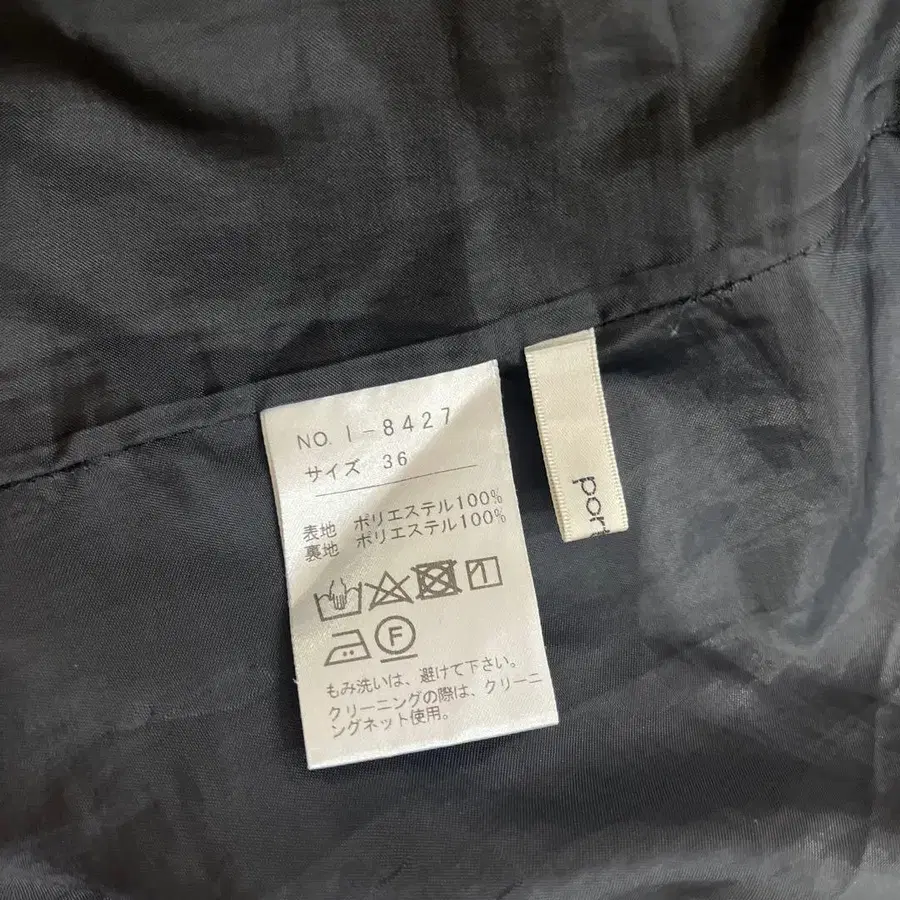 NO. I-8427
サイズ 36
表地 ポリエステル100%
裏地 ポリエステル100%
F
もみ洗いは、避けて下さい。
クリーニングの際は、クリーニ
ングネット使用。